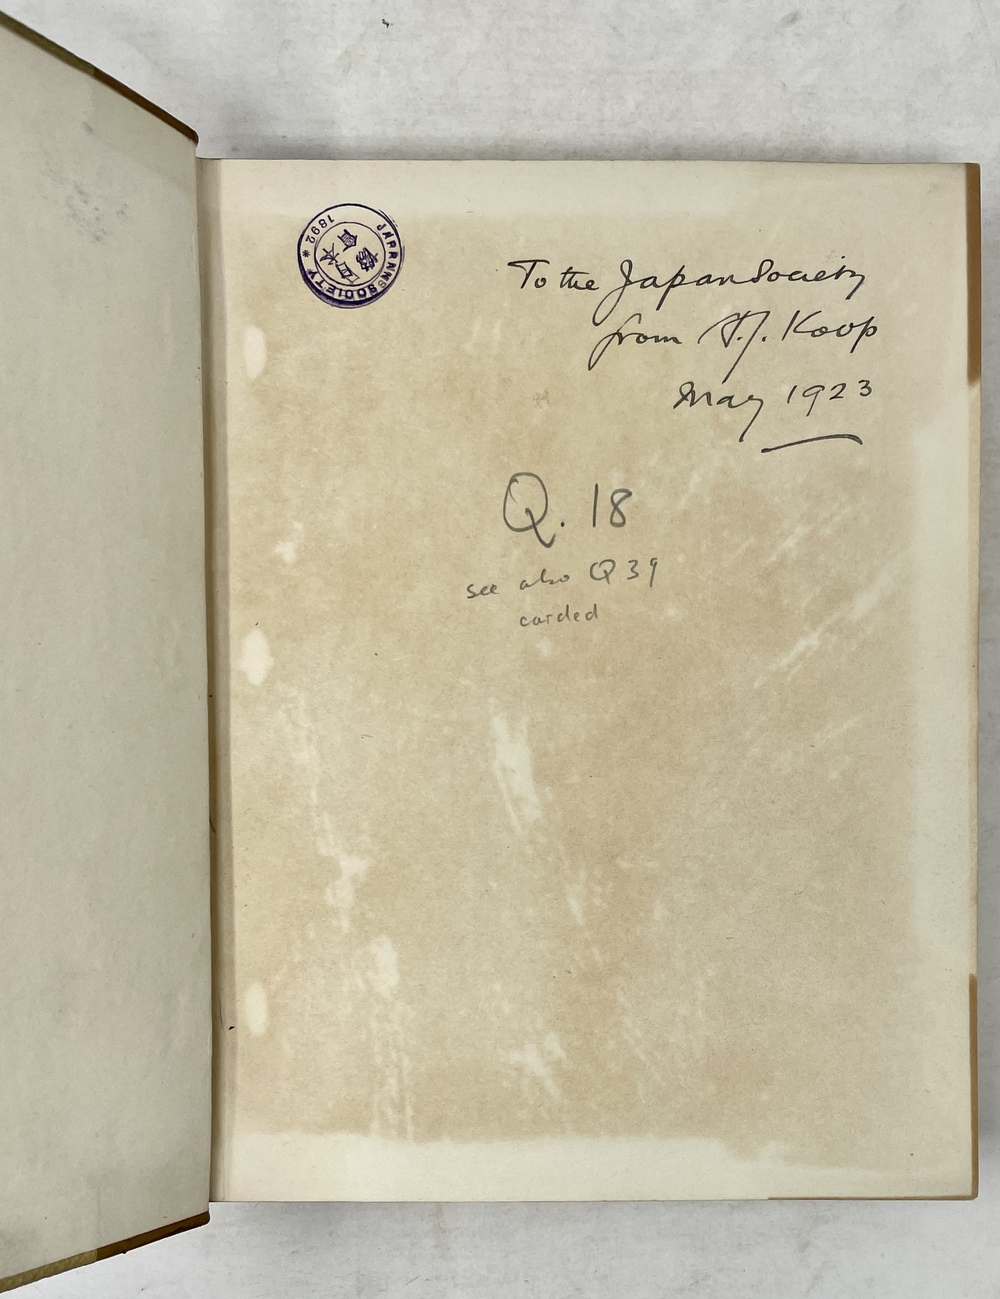 JAPAN SOCIETY
* 1892 *
To the Japan Society
from A.J. Koop
May 1923
Q. 18
see also Q 39
carded